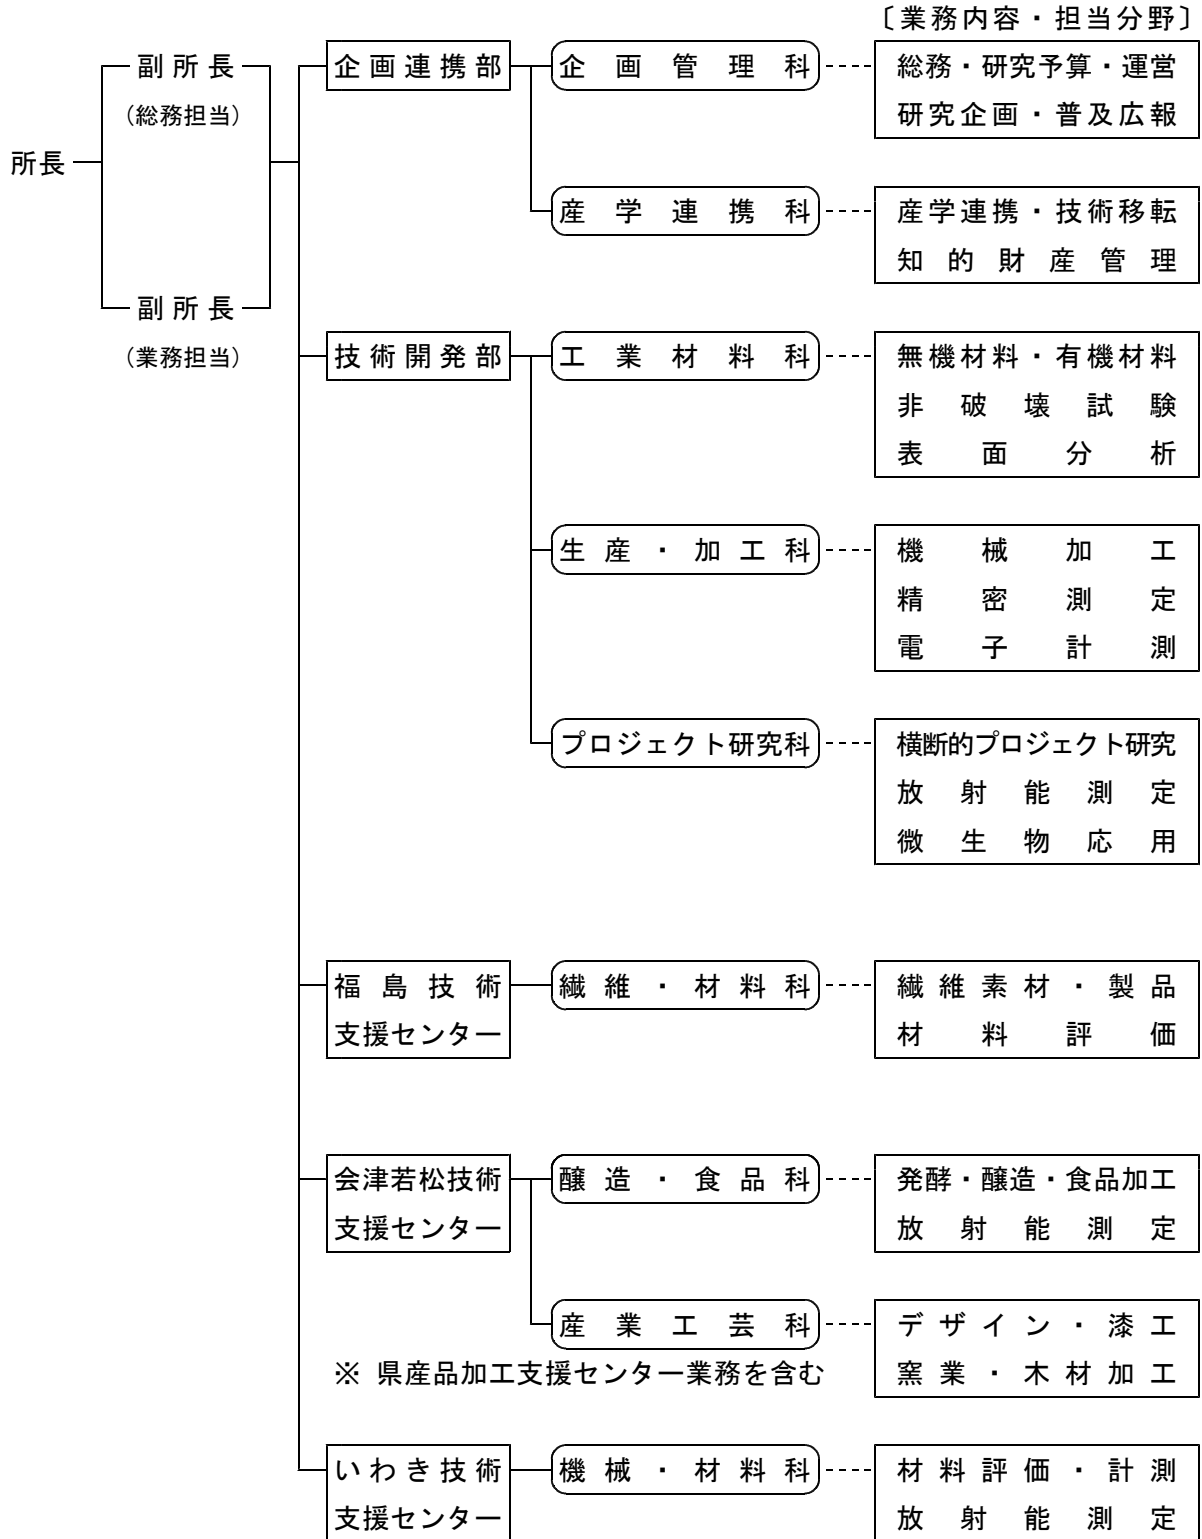 〔業務内容・担当分野〕
所長
副所長
（総務担当）
副所長
（業務担当）
企画連携部
企画管理科
総務・研究予算・運営
研究企画・普及広報
産学連携科
産学連携・技術移転
知的財産管理
技術開発部
工業材料科
無機材料・有機材料
非破壊試験
表面分析
生産・加工科
機械加工
精密測定
電子計測
プロジェクト研究科
横断的プロジェクト研究
放射能測定
微生物応用
福島技術
支援センター
繊維・材料科
繊維素材・製品
材料評価
会津若松技術
支援センター
醸造・食品科
発酵・醸造・食品加工
放射能測定
産業工芸科
デザイン・漆工
窯業・木材加工
※ 県産品加工支援センター業務を含む
いわき技術
支援センター
機械・材料科
材料評価・計測
放射能測定